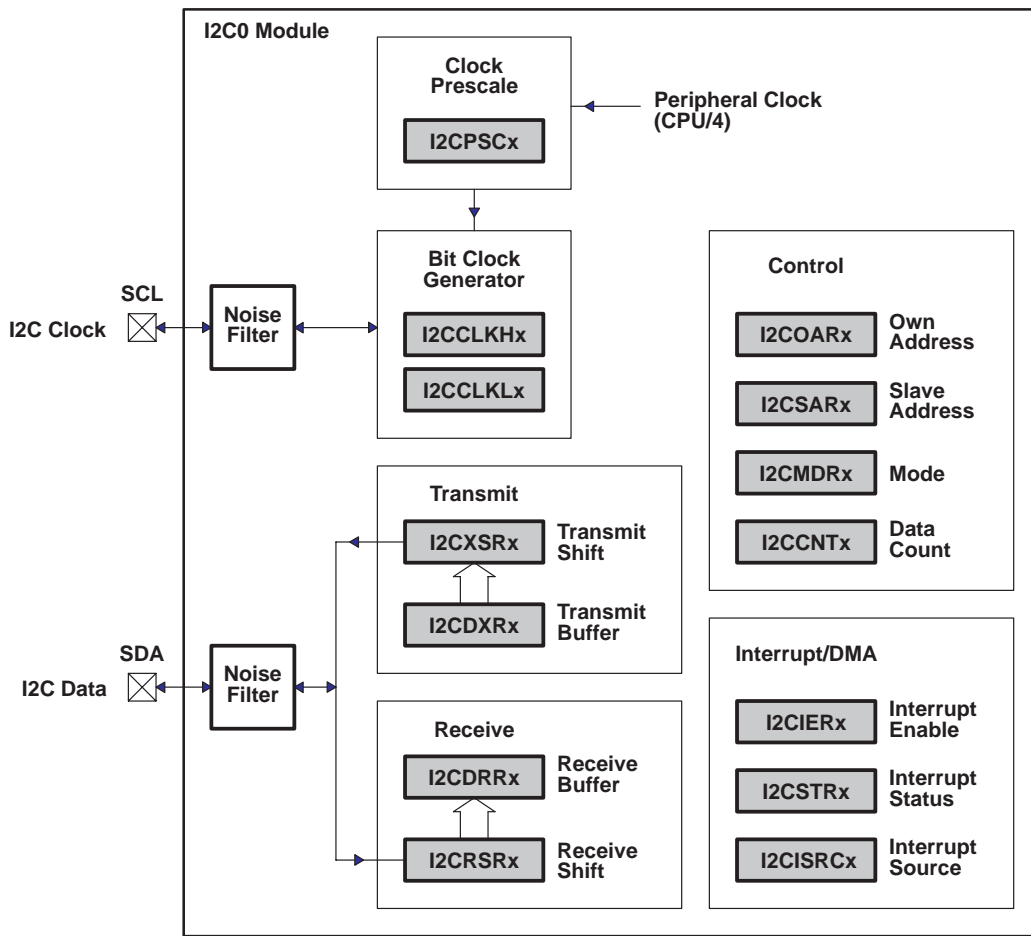 I2C0 Module
Clock
Prescale
I2CPSCx
Peripheral Clock
(CPU/4)
Bit Clock
Generator
I2CCLKHx
I2CCLKLx
SCL
I2C Clock
Noise
Filter
Control
I2COARx
Own
Address
I2CSARx
Slave
Address
I2CMDRx
Mode
I2CCNTx
Data
Count
Transmit
I2CXSRx
Transmit
Shift
I2CDXRx
Transmit
Buffer
SDA
I2C Data
Noise
Filter
Receive
I2CDRRx
Receive
Buffer
I2CRSRx
Receive
Shift
Interrupt/DMA
I2CIERx
Interrupt
Enable
I2CSTRx
Interrupt
Status
I2CISRCx
Interrupt
Source